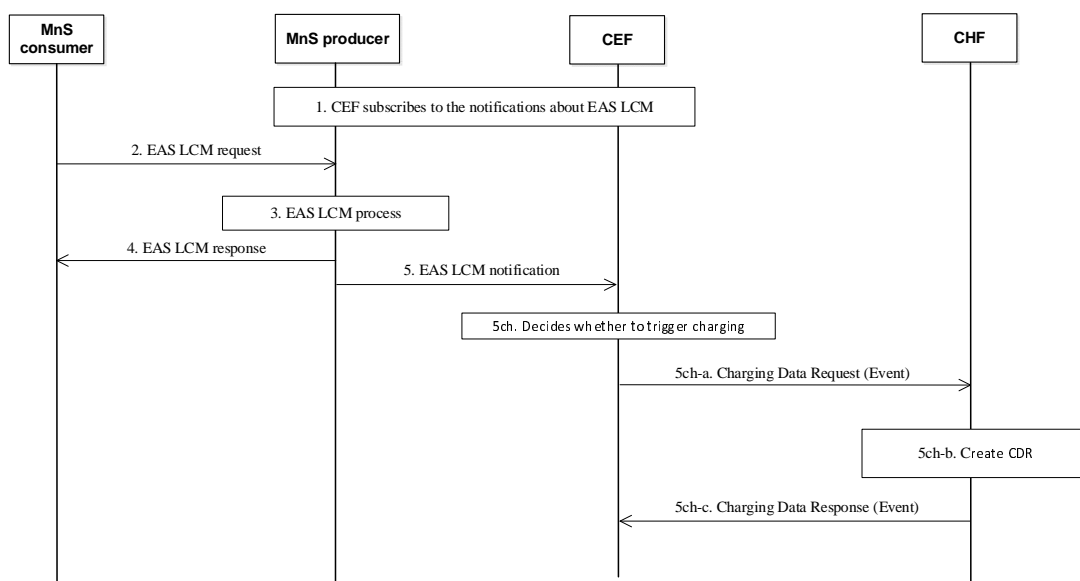 MnS
consumer
MnS producer
CEF
CHF
1. CEF subscribes to the notifications about EAS LCM
2. EAS LCM request
3. EAS LCM process
4. EAS LCM response
5. EAS LCM notification
5ch. Decides whether to trigger charging
5ch-a. Charging Data Request (Event)
5ch-b. Create CDR
5ch-c. Charging Data Response (Event)